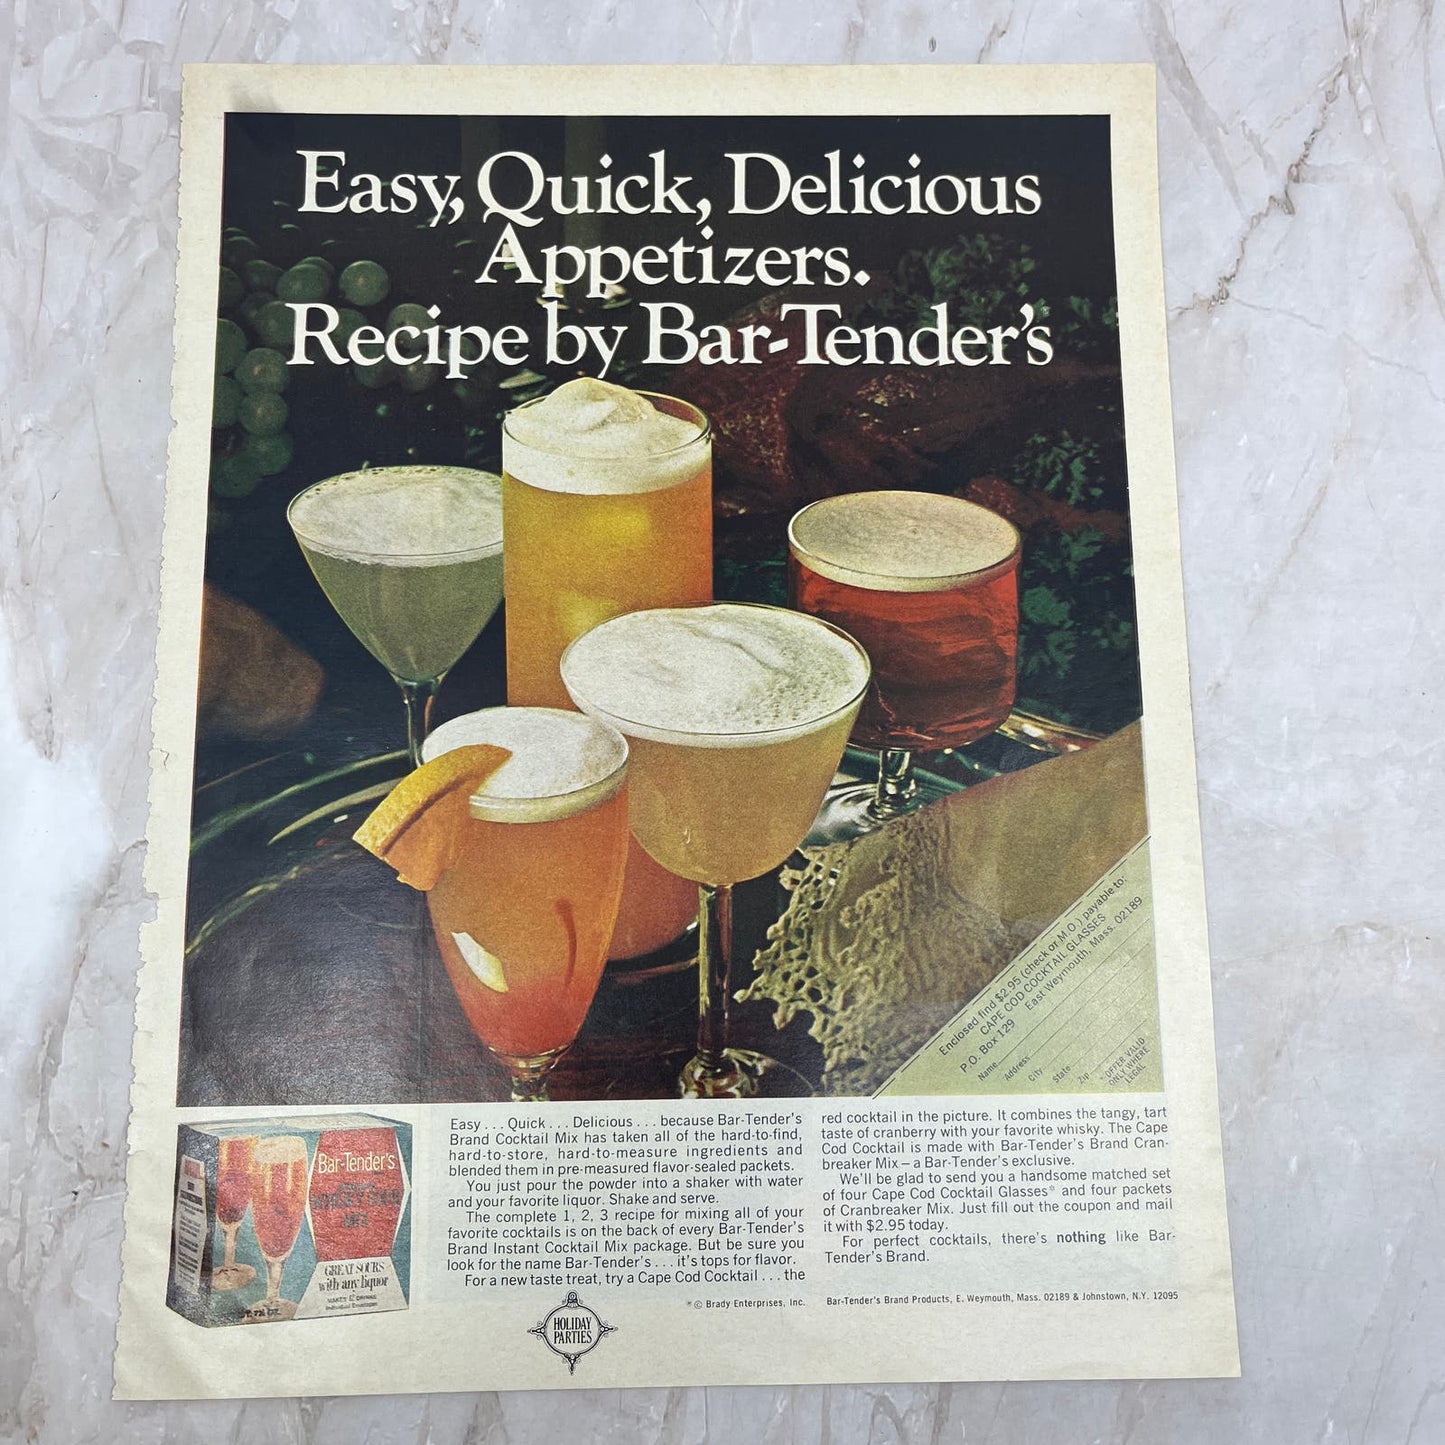 Easy, Quick, Delicious
Appetizers.
Recipe by Bar-Tender's
Enclosed find $2.95 (check or M.O.) payable to:
CAPE COD COCKTAIL GLASSES
P.O. Box 129 East Weymouth, Mass. 02189
Name
Address
City
State
Zip
OFFER VALID
ONLY WHERE
LEGAL
Bar-Tender's
MIX
GREAT SOURS
with any liquor
MAKES 12 DRINKS
Individual Envelopes
Easy . . . Quick . . . Delicious . . . because Bar-Tender's
Brand Cocktail Mix has taken all of the hard-to-find,
hard-to-store, hard-to-measure ingredients and
blended them in pre-measured flavor-sealed packets.
You just pour the powder into a shaker with water
and your favorite liquor. Shake and serve.
The complete 1, 2, 3 recipe for mixing all of your
favorite cocktails is on the back of every Bar-Tender's
Brand Instant Cocktail Mix package. But be sure you
look for the name Bar-Tender's . . . it's tops for flavor.
For a new taste treat, try a Cape Cod Cocktail . . . the
red cocktail in the picture. It combines the tangy, tart
taste of cranberry with your favorite whisky. The Cape
Cod Cocktail is made with Bar-Tender's Brand Cran-
breaker Mix – a Bar-Tender's exclusive.
We'll be glad to send you a handsome matched set
of four Cape Cod Cocktail Glasses* and four packets
of Cranbreaker Mix. Just fill out the coupon and mail
it with $2.95 today.
For perfect cocktails, there's nothing like Bar-
Tender's Brand.
*© Brady Enterprises, Inc.
Bar-Tender's Brand Products, E. Weymouth, Mass. 02189 & Johnstown, N.Y. 12095
HOLIDAY
PARTIES